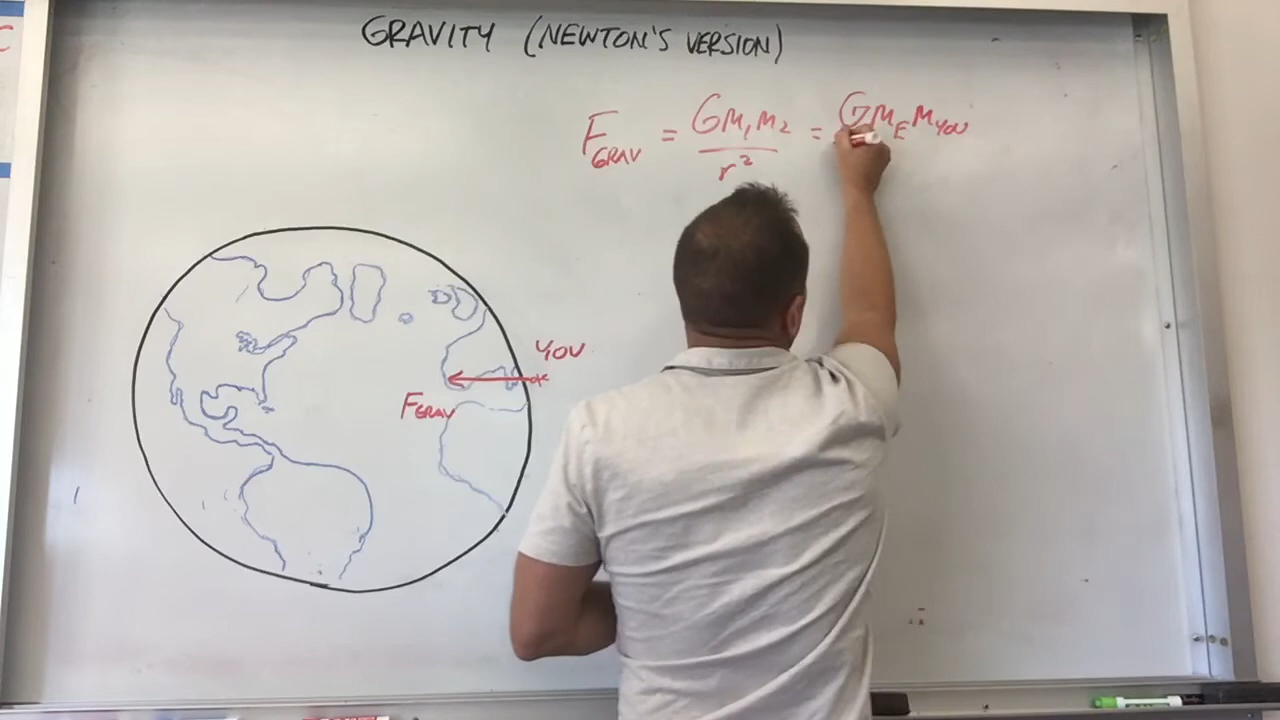 GRAVITY (NEWTON'S VERSION)
F_GRAV = GM₁M₂/r² = GM_E M_YOU
YOU
F_GRAV
C